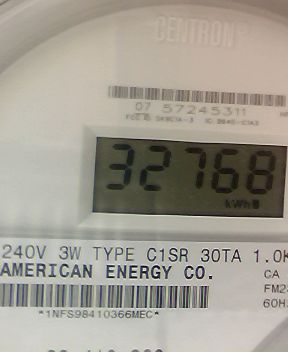 CENTRON
07 57245311
32768
kWh
240V 3W TYPE C1SR 30TA 1.0K
AMERICAN ENERGY CO.
CA
FM2
60H
*1NFS98410366MEC*